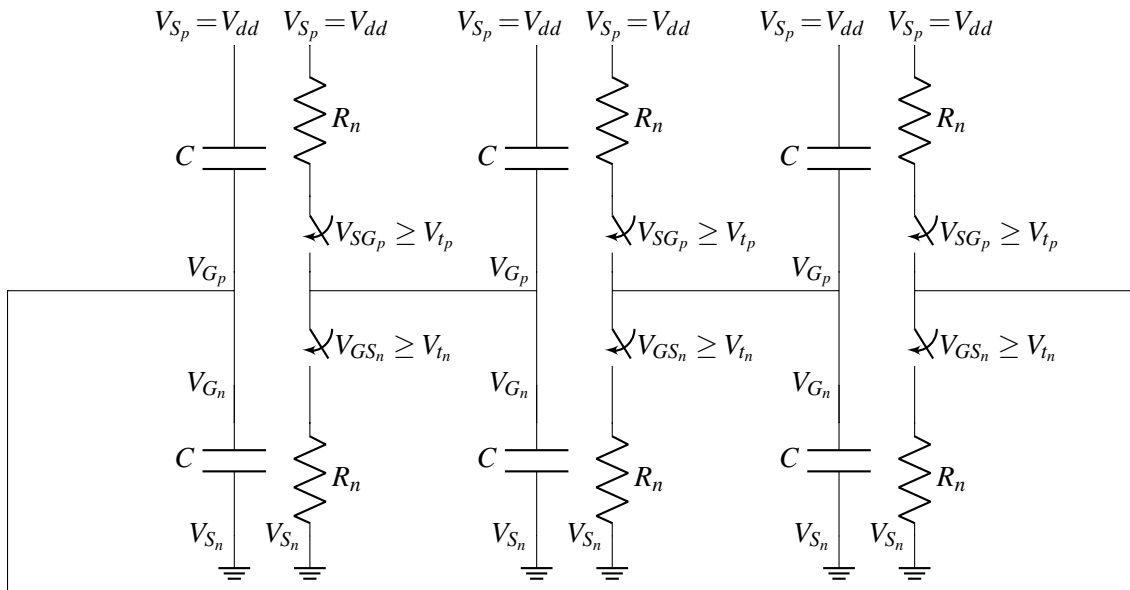 V_{S_p} = V_{dd} V_{S_p} = V_{dd} V_{S_p} = V_{dd} V_{S_p} = V_{dd} V_{S_p} = V_{dd} V_{S_p} = V_{dd}
R_n R_n R_n
C C C
V_{SG_p} ≥ V_{t_p} V_{SG_p} ≥ V_{t_p} V_{SG_p} ≥ V_{t_p}
V_{G_p} V_{G_p} V_{G_p}
V_{GS_n} ≥ V_{t_n} V_{GS_n} ≥ V_{t_n} V_{GS_n} ≥ V_{t_n}
V_{G_n} V_{G_n} V_{G_n}
C R_n C R_n C R_n
V_{S_n} V_{S_n} V_{S_n} V_{S_n} V_{S_n} V_{S_n}